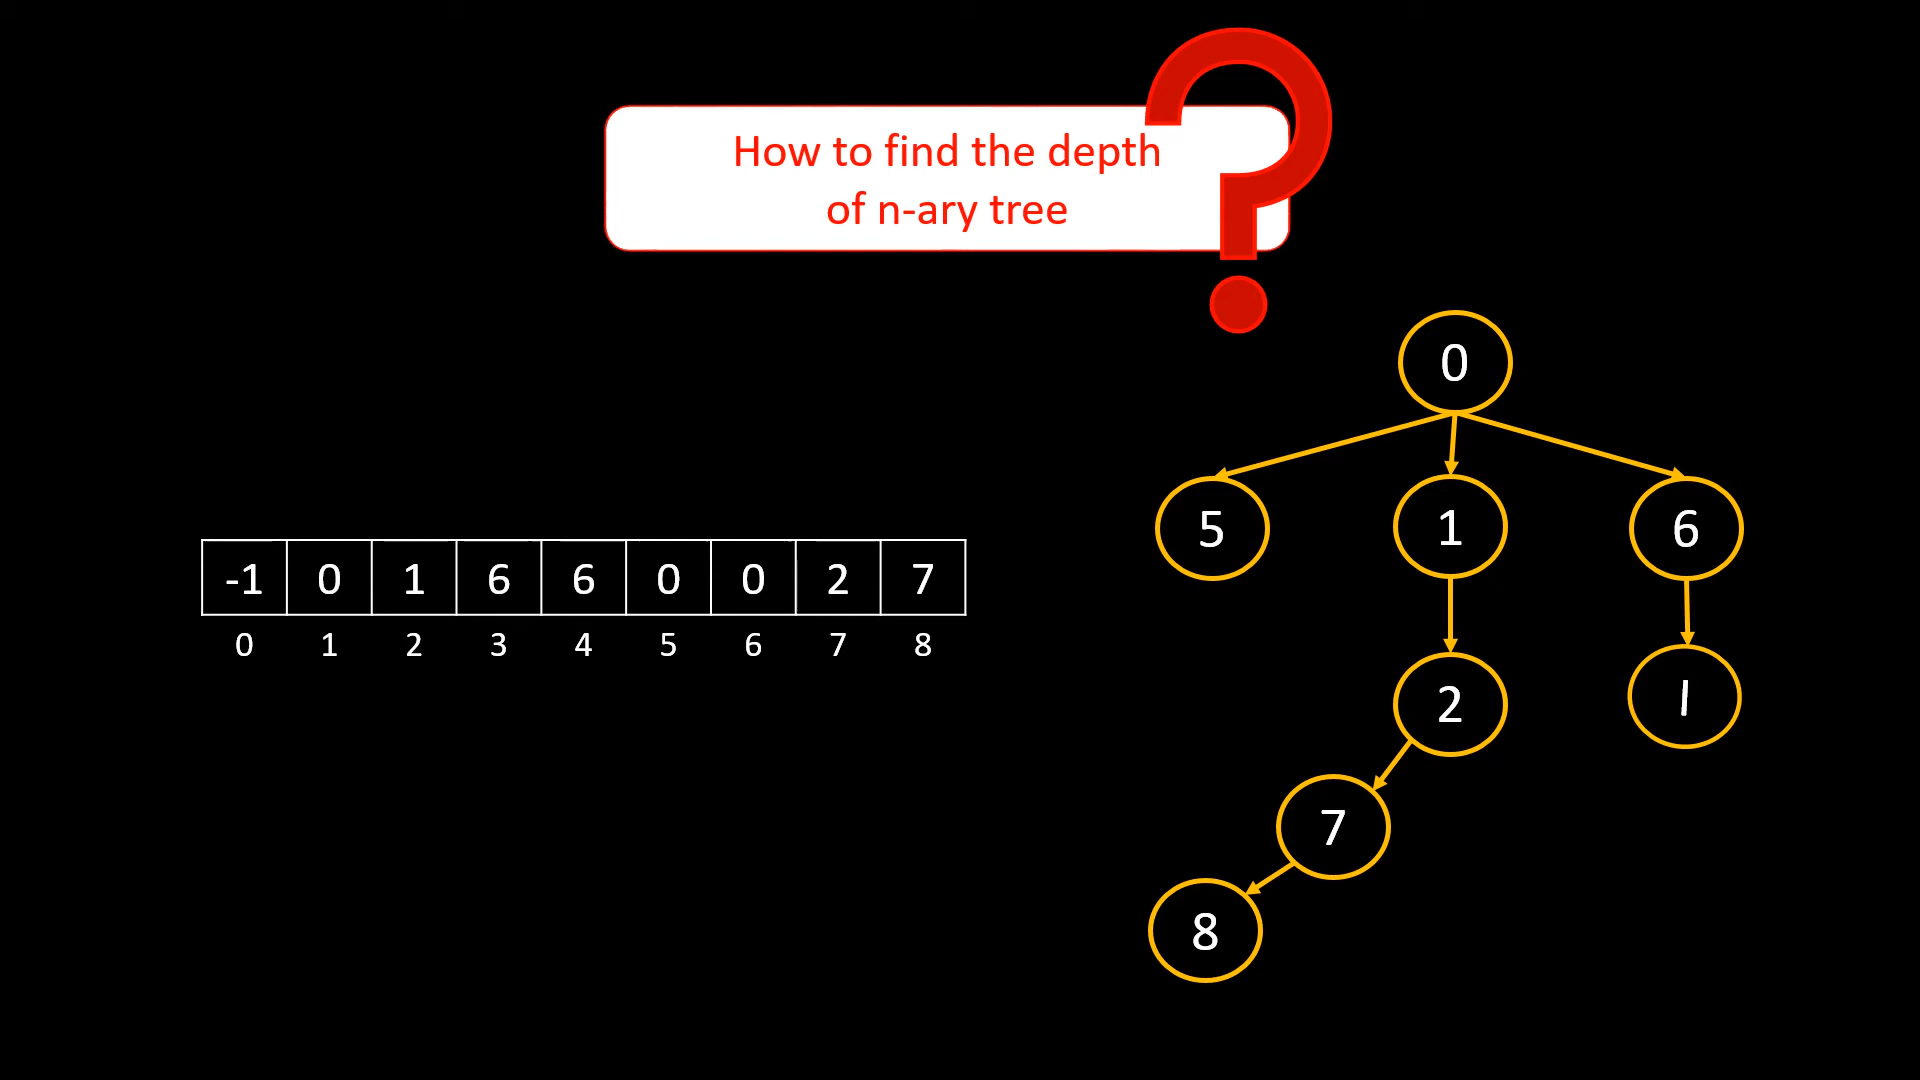 How to find the depth
of n-ary tree
?
0
5 1 6
-1 0 1 6 6 0 0 2 7
0 1 2 3 4 5 6 7 8
2
7
8